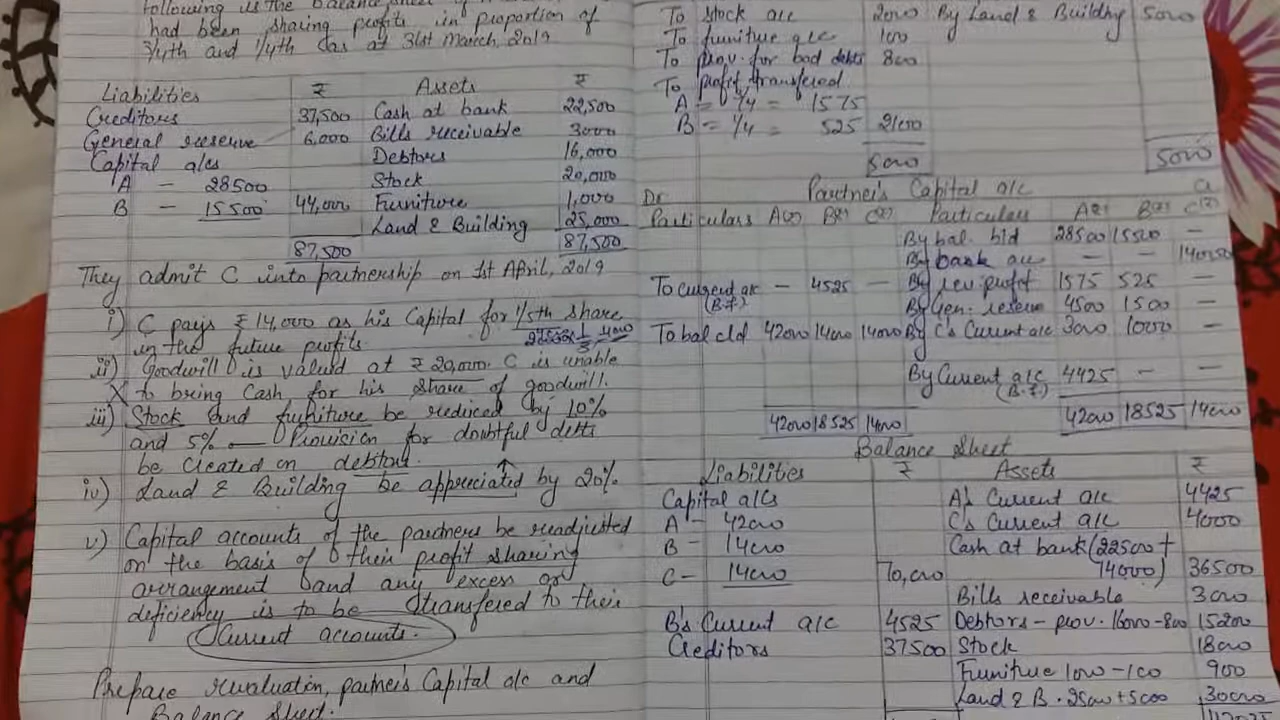 following is the balance sheet of
had been sharing profits in proportion of
3/4th and 1/4th as at 31st March, 2019
Liabilities ₹ Assets ₹
Creditors 37,500 Cash at bank 22,500
General reserve 6,000 Bills receivable 3000
Capital a/cs Debtors 16,000
A - 28500 Stock 20,000
B - 15500 44,000 Furniture 1,000
Land & Building 25,000
87,500 87,500
They admit C into partnership on 1st April, 2019
i) C pays ₹ 14,000 as his Capital for 1/5th share
in the future profits.
ii) Goodwill is valued at ₹ 20,000. C is unable
to bring Cash for his share of goodwill.
iii) Stock and furniture be reduced by 10%
and 5% Provision for doubtful debts
be created on debtors.
iv) Land & Building be appreciated by 20%
v) Capital accounts of the partners be readjusted
on the basis of their profit sharing
arrangement and any excess or
deficiency is to be transfered to their
Current accounts.
Prepare revaluation, partner's Capital a/c and
Balance Sheet.
To stock a/c 2000 By Land & Building 5000
To furniture a/c 100
To prov. for bad debts 800
To profit transfered
A = 3/4 = 1575
B = 1/4 = 525 2100
5000 5000
Partner's Capital a/c
Dr
Particulars A(₹) B(₹) C(₹) Particulars A(₹) B(₹) C(₹)
By bal. b/d 28500 15500 -
By bank a/c - -
To Current a/c - 4525 - By rev. profit 1575 525 -
(B.f.) By Gen. reserve 4500 1500 -
To bal c/d 42000 14000 14000 By C's Current a/c 3000 1000 -
By Current a/c 4425 - -
(B.f.)
42000 18525 14000 42000 18525 14000
Balance Sheet
Liabilities ₹ Assets ₹
Capital a/cs A's Current a/c 4425
A - 42000 C's Current a/c 4000
B - 14000 Cash at bank (22500 +
C - 14000 70,000 14000) 36500
Bills receivable 3000
B's Current a/c 4525 Debtors - prov. 16000-800 15200
Creditors 37500 Stock 18000
Furniture 1000-100 900
Land & B. 25000+5000 30000